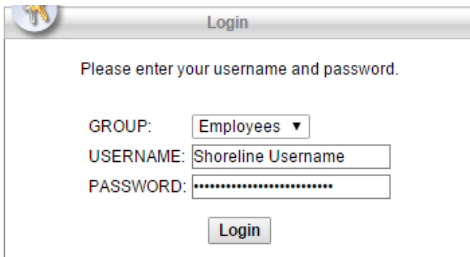 Login
Please enter your username and password.
GROUP: Employees ▼
USERNAME: Shoreline Username
PASSWORD: ••••••••••••••••••••••••••
Login